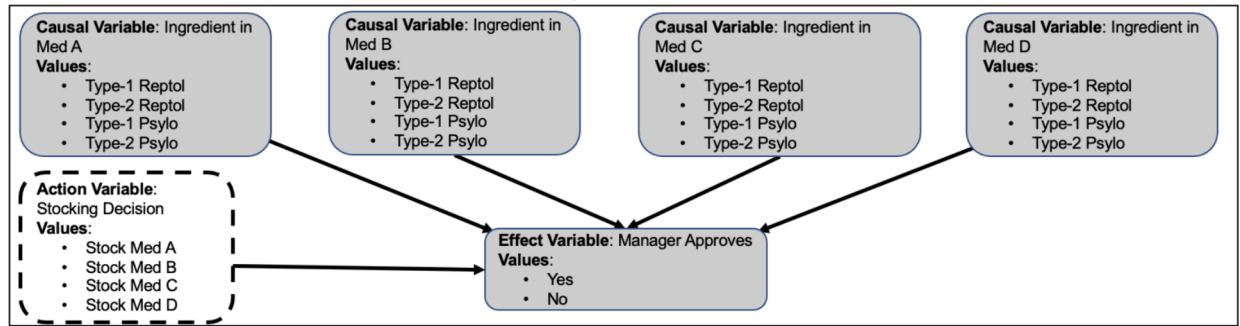 Causal Variable: Ingredient in
Med A
Values:
• Type-1 Reptol
• Type-2 Reptol
• Type-1 Psylo
• Type-2 Psylo
Causal Variable: Ingredient in
Med B
Values:
• Type-1 Reptol
• Type-2 Reptol
• Type-1 Psylo
• Type-2 Psylo
Causal Variable: Ingredient in
Med C
Values:
• Type-1 Reptol
• Type-2 Reptol
• Type-1 Psylo
• Type-2 Psylo
Causal Variable: Ingredient in
Med D
Values:
• Type-1 Reptol
• Type-2 Reptol
• Type-1 Psylo
• Type-2 Psylo
Action Variable:
Stocking Decision
Values:
• Stock Med A
• Stock Med B
• Stock Med C
• Stock Med D
Effect Variable: Manager Approves
Values:
• Yes
• No